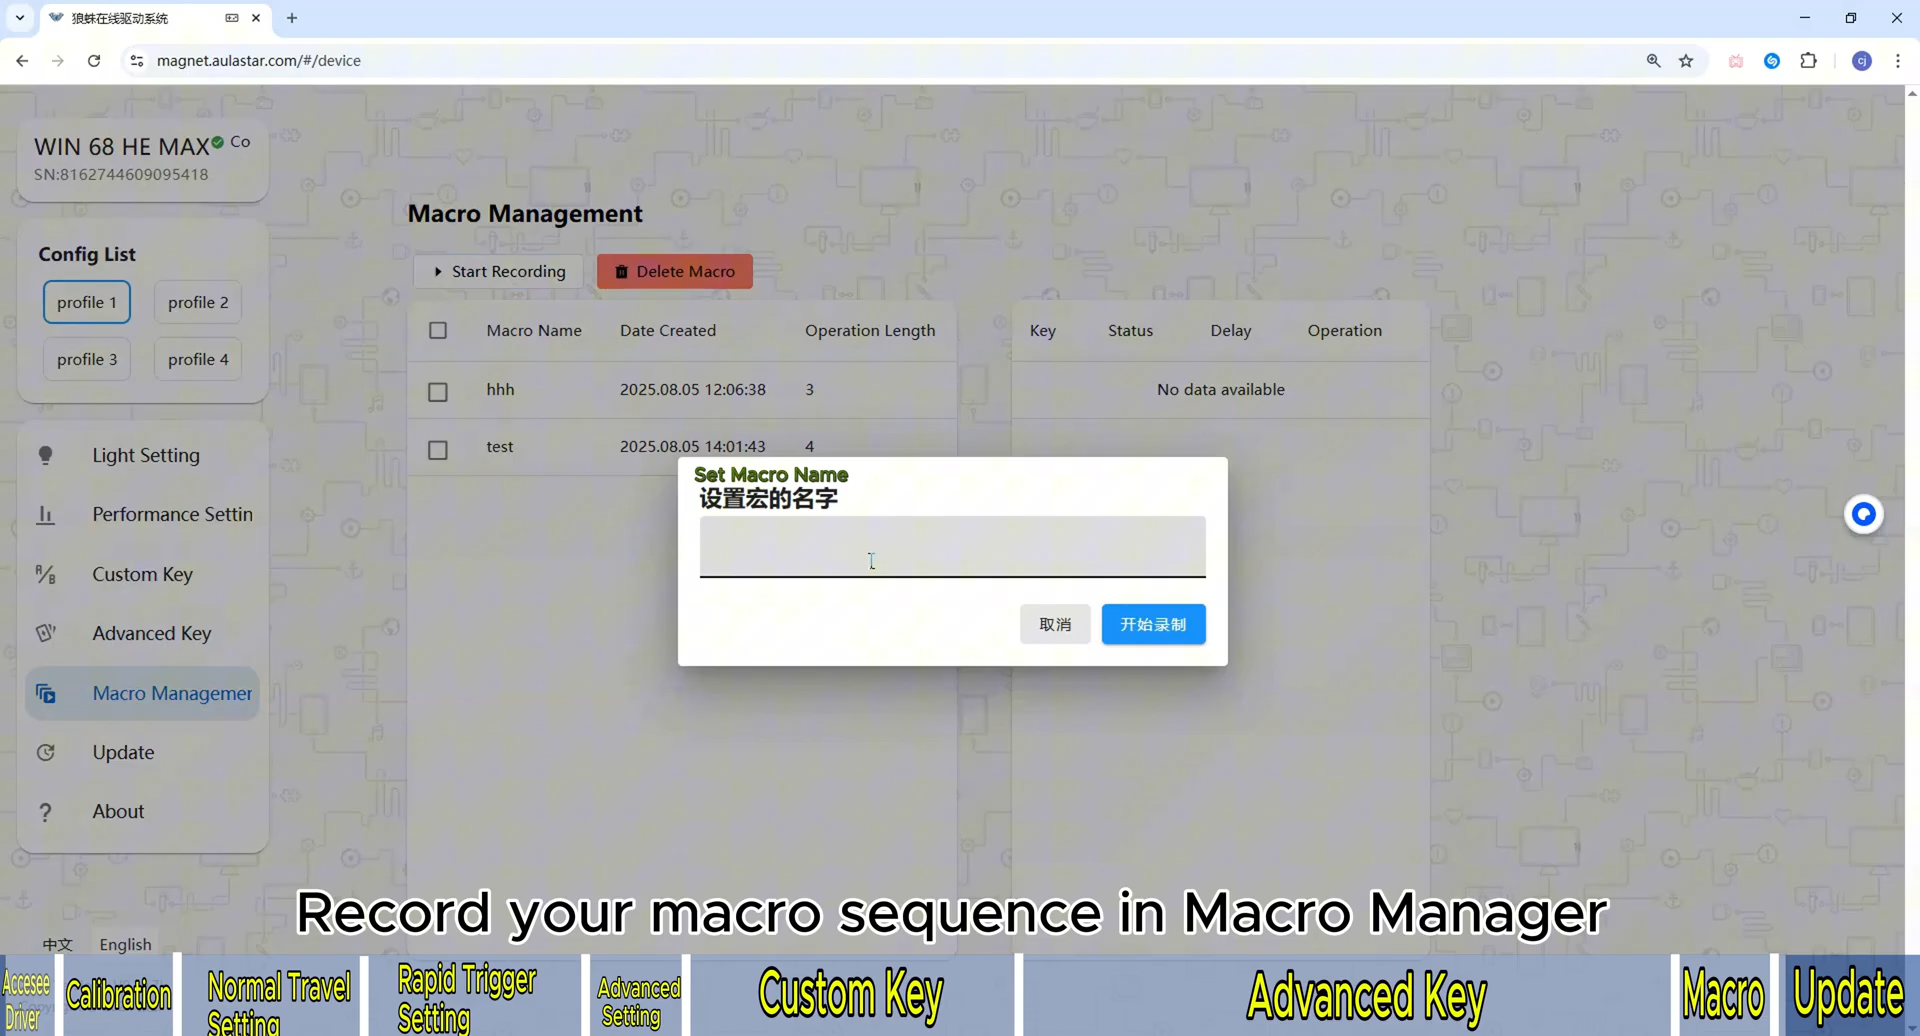 狼蛛在线驱动系统
magnet.aulastar.com/#/device
cj
WIN 68 HE MAX Co
SN:8162744609095418
Config List
profile 1
profile 2
profile 3
profile 4
Light Setting
Performance Settin
Custom Key
Advanced Key
Macro Managemer
Update
About
中文 English
Macro Management
Start Recording
Delete Macro
Macro Name Date Created Operation Length
hhh 2025.08.05 12:06:38 3
test 2025.08.05 14:01:43 4
Key Status Delay Operation
No data available
Set Macro Name
设置宏的名字
取消
开始录制
Record your macro sequence in Macro Manager
Accesee
Driver
Calibration
Normal Travel
Setting
Rapid Trigger
Setting
Advanced
Setting
Custom Key
Advanced Key
Macro
Update